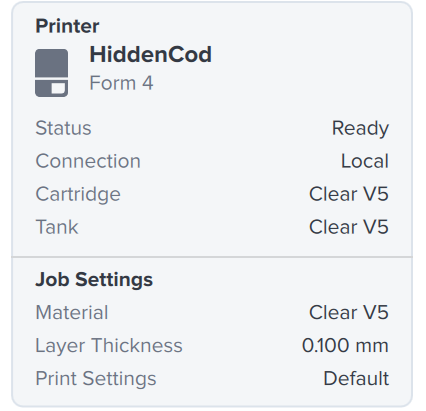 Printer
HiddenCod
Form 4
Status Ready
Connection Local
Cartridge Clear V5
Tank Clear V5
Job Settings
Material Clear V5
Layer Thickness 0.100 mm
Print Settings Default